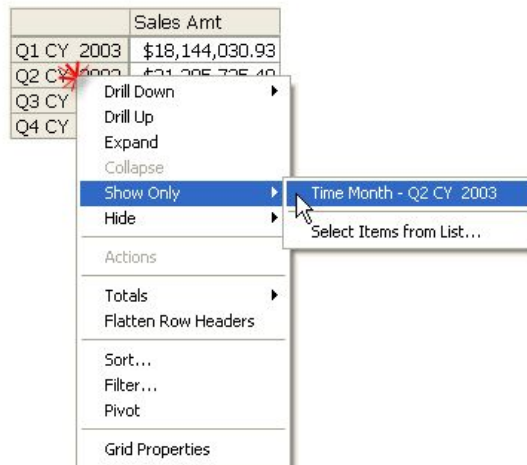 Sales Amt
Q1 CY 2003 $18,144,030.93
Q2 CY 2003
Q3 CY
Q4 CY
Drill Down
Drill Up
Expand
Collapse
Show Only
Time Month - Q2 CY 2003
Hide
Select Items from List...
Actions
Totals
Flatten Row Headers
Sort...
Filter...
Pivot
Grid Properties